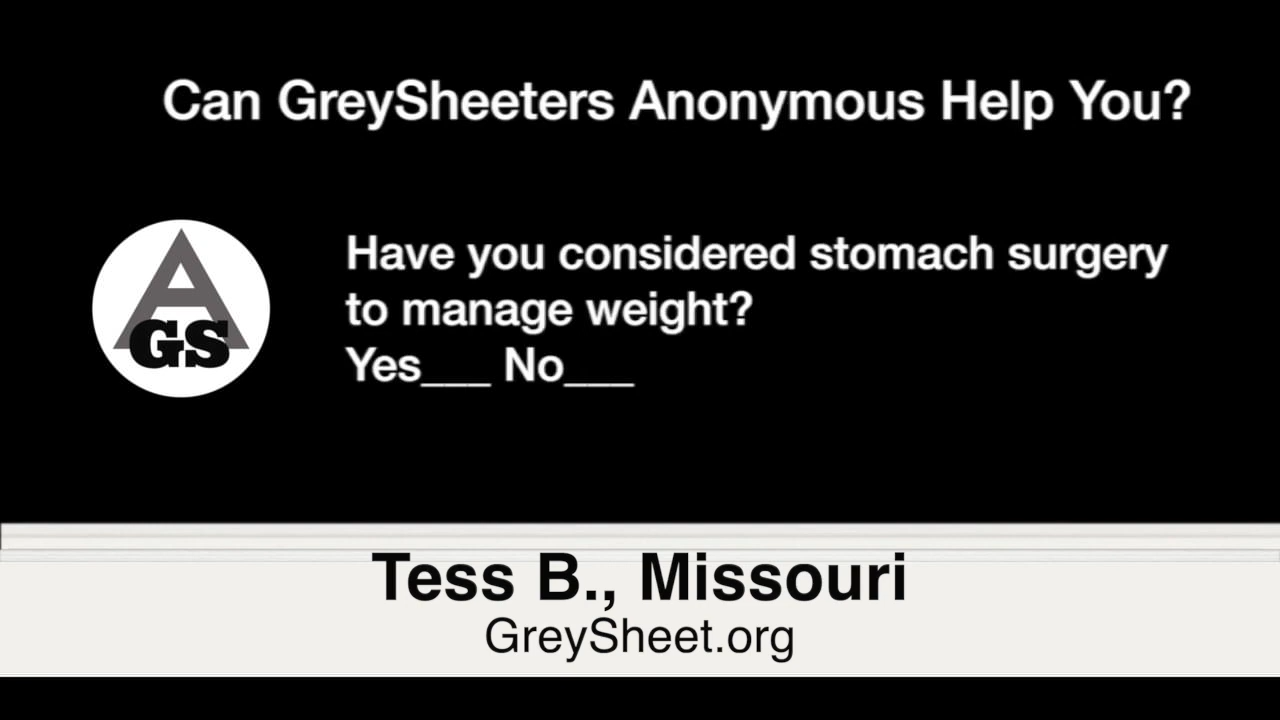 Can GreySheeters Anonymous Help You?
A
GS
Have you considered stomach surgery
to manage weight?
Yes___ No___
Tess B., Missouri
GreySheet.org